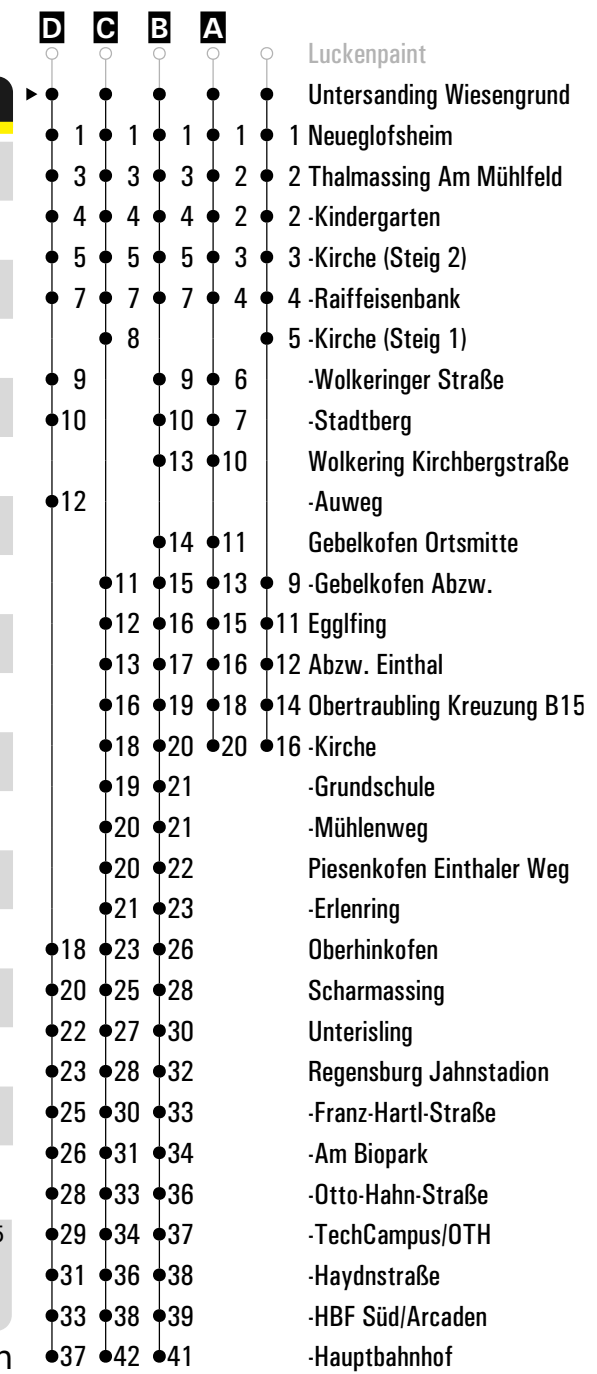 D C B A
Luckenpaint
Untersanding Wiesengrund
1 1 1 1 1 Neueglofsheim
3 3 3 2 2 Thalmassing Am Mühlfeld
4 4 4 2 2 -Kindergarten
5 5 5 3 3 -Kirche (Steig 2)
7 7 7 4 4 -Raiffeisenbank
8 5 -Kirche (Steig 1)
9 9 6 -Wolkeringer Straße
10 10 7 -Stadtberg
13 10 Wolkering Kirchbergstraße
12 -Auweg
14 11 Gebelkofen Ortsmitte
11 15 13 9 -Gebelkofen Abzw.
12 16 15 11 Egglfing
13 17 16 12 Abzw. Einthal
16 19 18 14 Obertraubling Kreuzung B15
18 20 20 16 -Kirche
19 21 -Grundschule
20 21 -Mühlenweg
20 22 Piesenkofen Einthaler Weg
21 23 -Erlenring
18 23 26 Oberhinkofen
20 25 28 Scharmassing
22 27 30 Unterisling
23 28 32 Regensburg Jahnstadion
25 30 33 -Franz-Hartl-Straße
26 31 34 -Am Biopark
28 33 36 -Otto-Hahn-Straße
29 34 37 -TechCampus/OTH
31 36 38 -Haydnstraße
33 38 39 -HBF Süd/Arcaden
37 42 41 -Hauptbahnhof